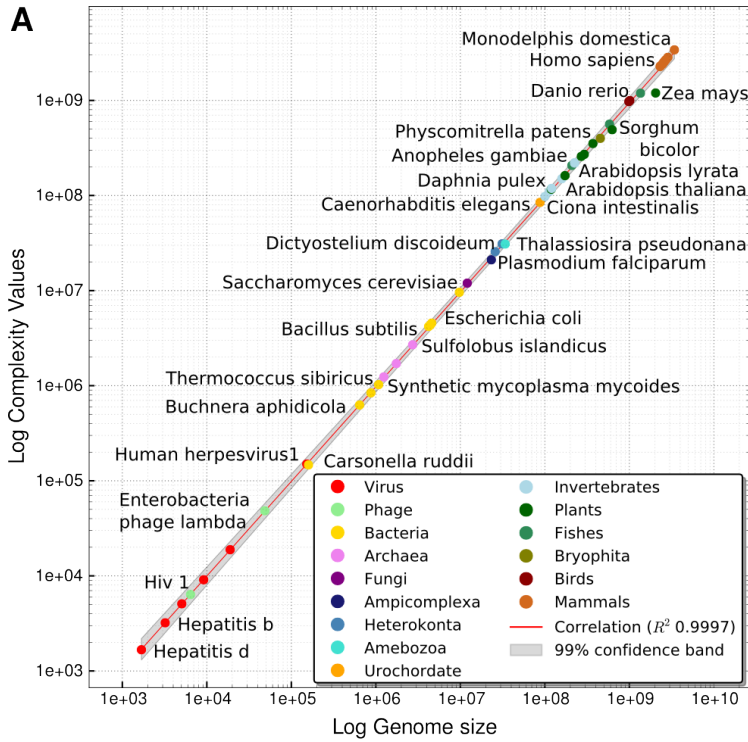 A
Monodelphis domestica
Homo sapiens
Danio rerio
Zea mays
Physcomitrella patens
Sorghum
bicolor
Anopheles gambiae
Arabidopsis lyrata
Daphnia pulex
Arabidopsis thaliana
Caenorhabditis elegans
Ciona intestinalis
Dictyostelium discoideum
Thalassiosira pseudonana
Plasmodium falciparum
Saccharomyces cerevisiae
Escherichia coli
Bacillus subtilis
Sulfolobus islandicus
Thermococcus sibiricus
Synthetic mycoplasma mycoides
Buchnera aphidicola
Human herpesvirus1
Carsonella ruddii
Enterobacteria
phage lambda
Hiv 1
Hepatitis b
Hepatitis d
Virus
Phage
Bacteria
Archaea
Fungi
Ampicomplexa
Heterokonta
Amebozoa
Urochordate
Invertebrates
Plants
Fishes
Bryophita
Birds
Mammals
Correlation (R² 0.9997)
99% confidence band
Log Complexity Values
1e+09
1e+08
1e+07
1e+06
1e+05
1e+04
1e+03
1e+03 1e+04 1e+05 1e+06 1e+07 1e+08 1e+09 1e+10
Log Genome size